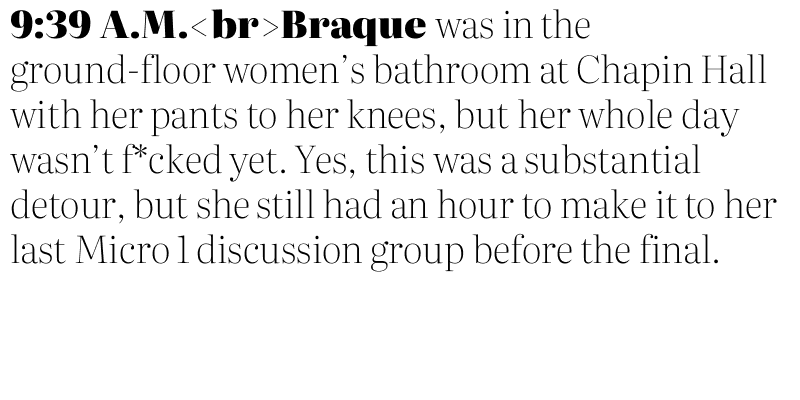 9:39 A.M.<br>Braque was in the
ground-floor women’s bathroom at Chapin Hall
with her pants to her knees, but her whole day
wasn’t f*cked yet. Yes, this was a substantial
detour, but she still had an hour to make it to her
last Micro 1 discussion group before the final.